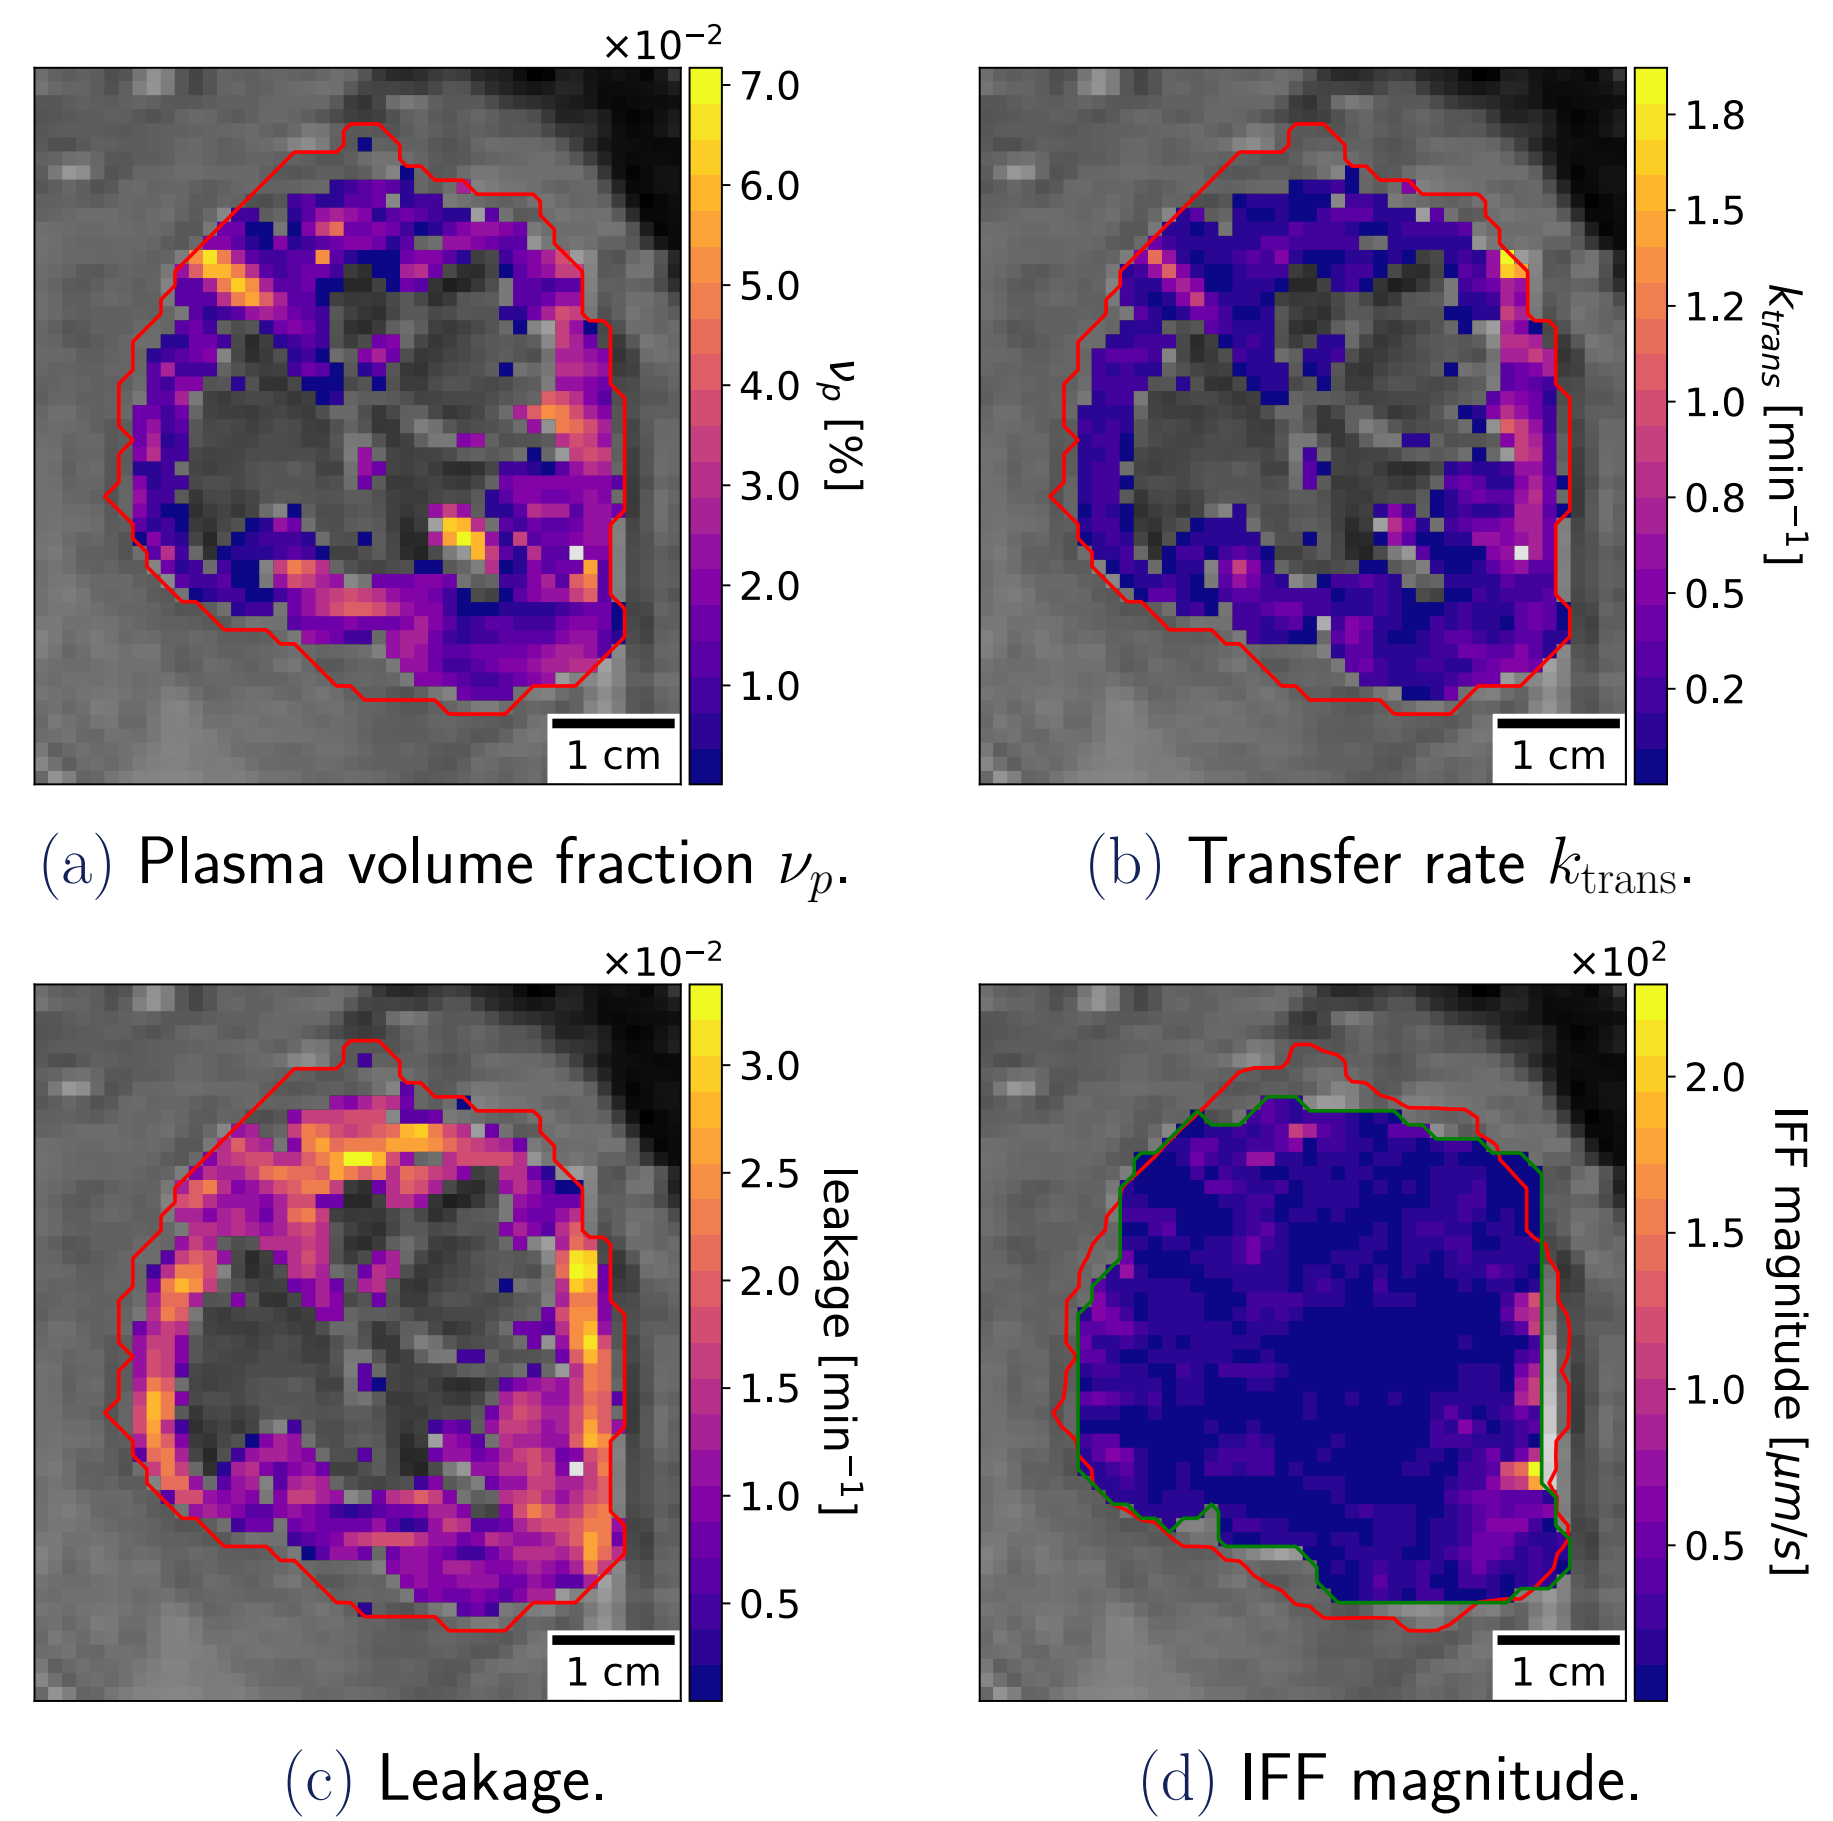 ×10⁻²
7.0
6.0
5.0
4.0
3.0
2.0
1.0
νₚ [%]
1 cm
(a) Plasma volume fraction νₚ.
1.8
1.5
1.2
1.0
0.8
0.5
0.2
k_trans [min⁻¹]
1 cm
(b) Transfer rate k_trans.
×10⁻²
3.0
2.5
2.0
1.5
1.0
0.5
leakage [min⁻¹]
1 cm
(c) Leakage.
×10²
2.0
1.5
1.0
0.5
IFF magnitude [μm/s]
1 cm
(d) IFF magnitude.